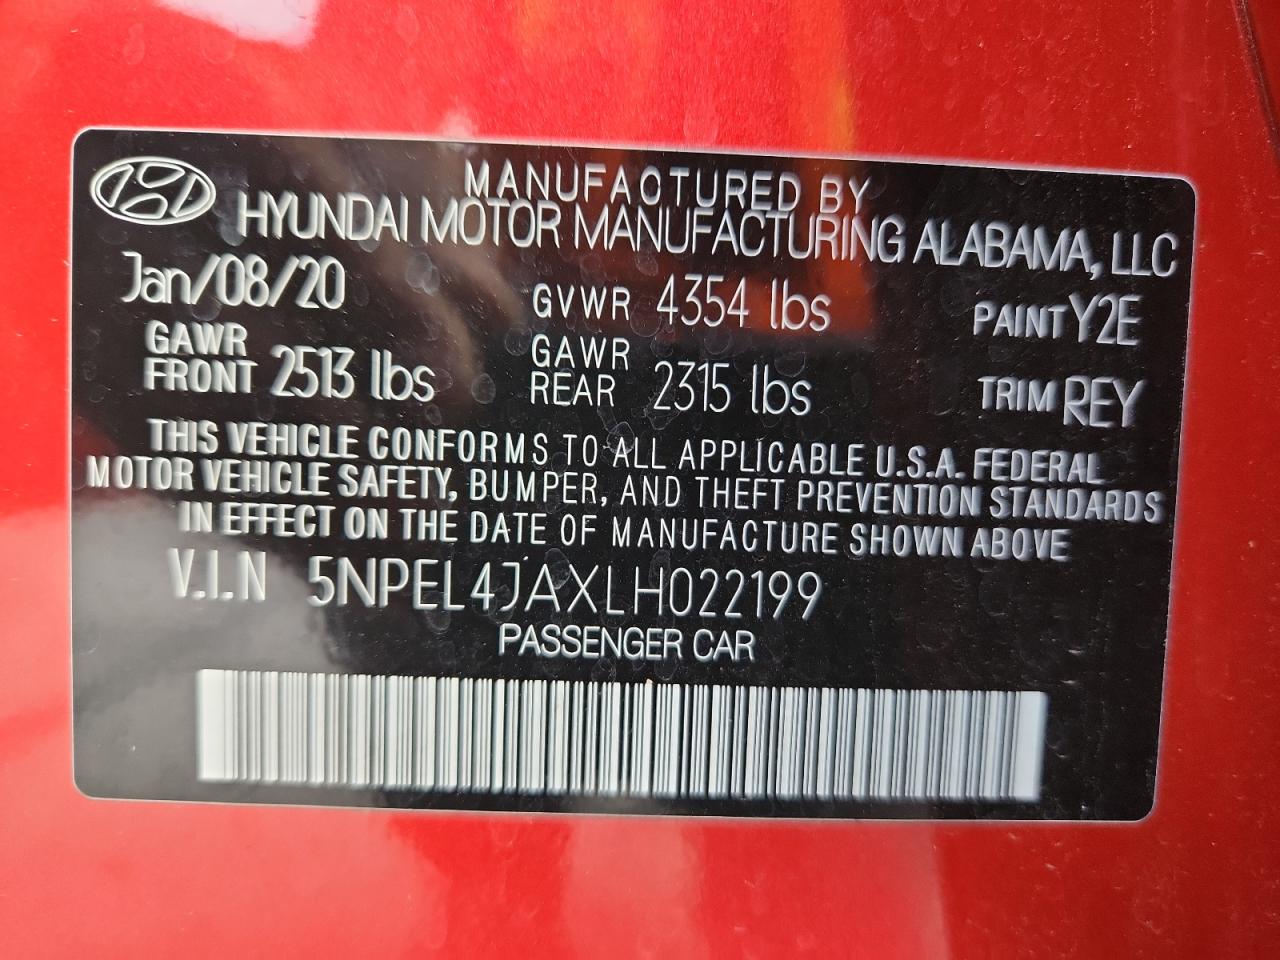 MANUFACTURED BY
HYUNDAI MOTOR MANUFACTURING ALABAMA, LLC
Jan/08/20 GVWR 4354 lbs PAINT Y2E
GAWR FRONT 2513 lbs GAWR REAR 2315 lbs TRIM REY
THIS VEHICLE CONFORMS TO ALL APPLICABLE U.S.A. FEDERAL
MOTOR VEHICLE SAFETY, BUMPER, AND THEFT PREVENTION STANDARDS
IN EFFECT ON THE DATE OF MANUFACTURE SHOWN ABOVE
V.I.N 5NPEL4JAXLH022199
PASSENGER CAR